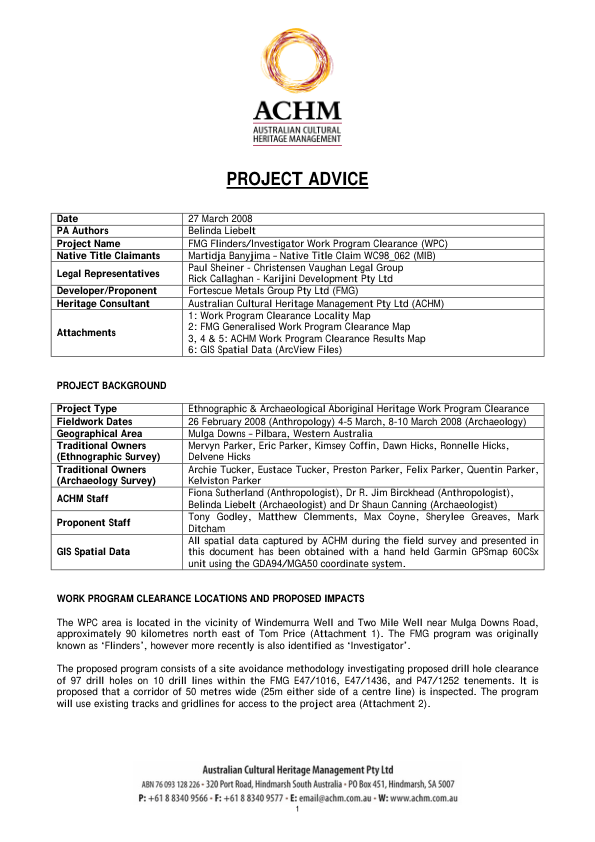 ACHM
AUSTRALIAN CULTURAL
HERITAGE MANAGEMENT
PROJECT ADVICE
Date 27 March 2008
PA Authors Belinda Liebelt
Project Name FMG Flinders/Investigator Work Program Clearance (WPC)
Native Title Claimants Martidja Banyjima – Native Title Claim WC98_062 (MIB)
Legal Representatives Paul Sheiner - Christensen Vaughan Legal Group
Rick Callaghan - Karijini Development Pty Ltd
Developer/Proponent Fortescue Metals Group Pty Ltd (FMG)
Heritage Consultant Australian Cultural Heritage Management Pty Ltd (ACHM)
Attachments 1: Work Program Clearance Locality Map
2: FMG Generalised Work Program Clearance Map
3, 4 & 5: ACHM Work Program Clearance Results Map
6: GIS Spatial Data (ArcView Files)
PROJECT BACKGROUND
Project Type Ethnographic & Archaeological Aboriginal Heritage Work Program Clearance
Fieldwork Dates 26 February 2008 (Anthropology) 4-5 March, 8-10 March 2008 (Archaeology)
Geographical Area Mulga Downs – Pilbara, Western Australia
Traditional Owners (Ethnographic Survey) Mervyn Parker, Eric Parker, Kimsey Coffin, Dawn Hicks, Ronnelle Hicks,
Delvene Hicks
Traditional Owners (Archaeology Survey) Archie Tucker, Eustace Tucker, Preston Parker, Felix Parker, Quentin Parker,
Kelviston Parker
ACHM Staff Fiona Sutherland (Anthropologist), Dr R. Jim Birckhead (Anthropologist),
Belinda Liebelt (Archaeologist) and Dr Shaun Canning (Archaeologist)
Proponent Staff Tony Godley, Matthew Clemments, Max Coyne, Sherylee Greaves, Mark
Ditcham
GIS Spatial Data All spatial data captured by ACHM during the field survey and presented in
this document has been obtained with a hand held Garmin GPSmap 60CSx
unit using the GDA94/MGA50 coordinate system.
WORK PROGRAM CLEARANCE LOCATIONS AND PROPOSED IMPACTS
The WPC area is located in the vicinity of Windemurra Well and Two Mile Well near Mulga Downs Road,
approximately 90 kilometres north east of Tom Price (Attachment 1). The FMG program was originally
known as ‘Flinders’, however more recently is also identified as ‘Investigator’.
The proposed program consists of a site avoidance methodology investigating proposed drill hole clearance
of 97 drill holes on 10 drill lines within the FMG E47/1016, E47/1436, and P47/1252 tenements. It is
proposed that a corridor of 50 metres wide (25m either side of a centre line) is inspected. The program
will use existing tracks and gridlines for access to the project area (Attachment 2).
Australian Cultural Heritage Management Pty Ltd
ABN 76 093 128 226 • 320 Port Road, Hindmarsh South Australia • PO Box 451, Hindmarsh, SA 5007
P: +61 8 8340 9566 • F: +61 8 8340 9577 • E: email@achm.com.au • W: www.achm.com.au
1